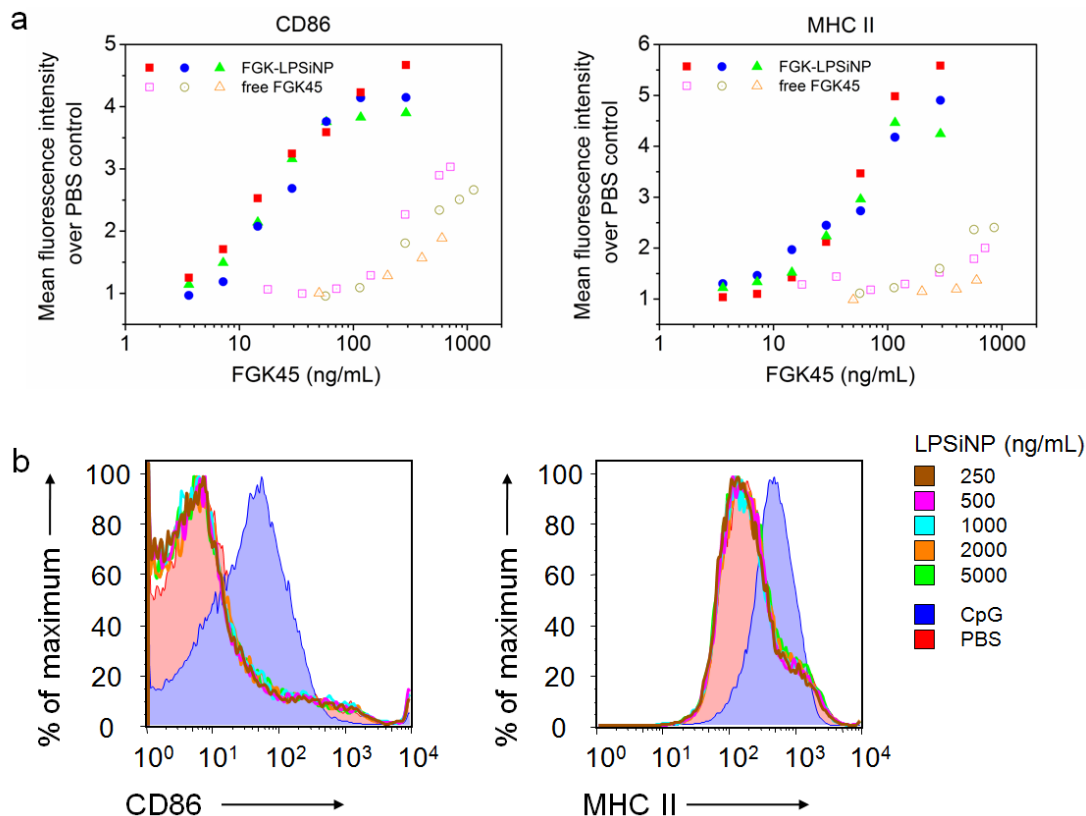 a
CD86
Mean fluorescence intensity
over PBS control
5
4
3
2
1
FGK-LPSiNP
free FGK45
1
10
100
1000
FGK45 (ng/mL)
MHC II
Mean fluorescence intensity
over PBS control
6
5
4
3
2
1
FGK-LPSiNP
free FGK45
1
10
100
1000
FGK45 (ng/mL)
b
% of maximum
100
80
60
40
20
0
10⁰ 10¹ 10² 10³ 10⁴
CD86
% of maximum
100
80
60
40
20
0
10⁰ 10¹ 10² 10³ 10⁴
MHC II
LPSiNP (ng/mL)
250
500
1000
2000
5000
CpG
PBS